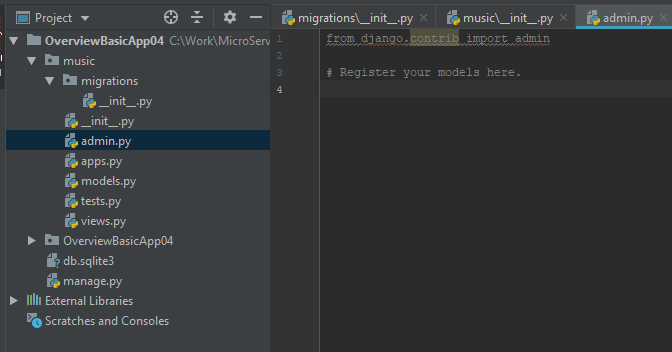 Project
OverviewBasicApp04 C:\Work\MicroServ
music
migrations
__init__.py
__init__.py
admin.py
apps.py
models.py
tests.py
views.py
OverviewBasicApp04
db.sqlite3
manage.py
External Libraries
Scratches and Consoles
migrations\__init__.py
music\__init__.py
admin.py
1 from django.contrib import admin
2
3 # Register your models here.
4